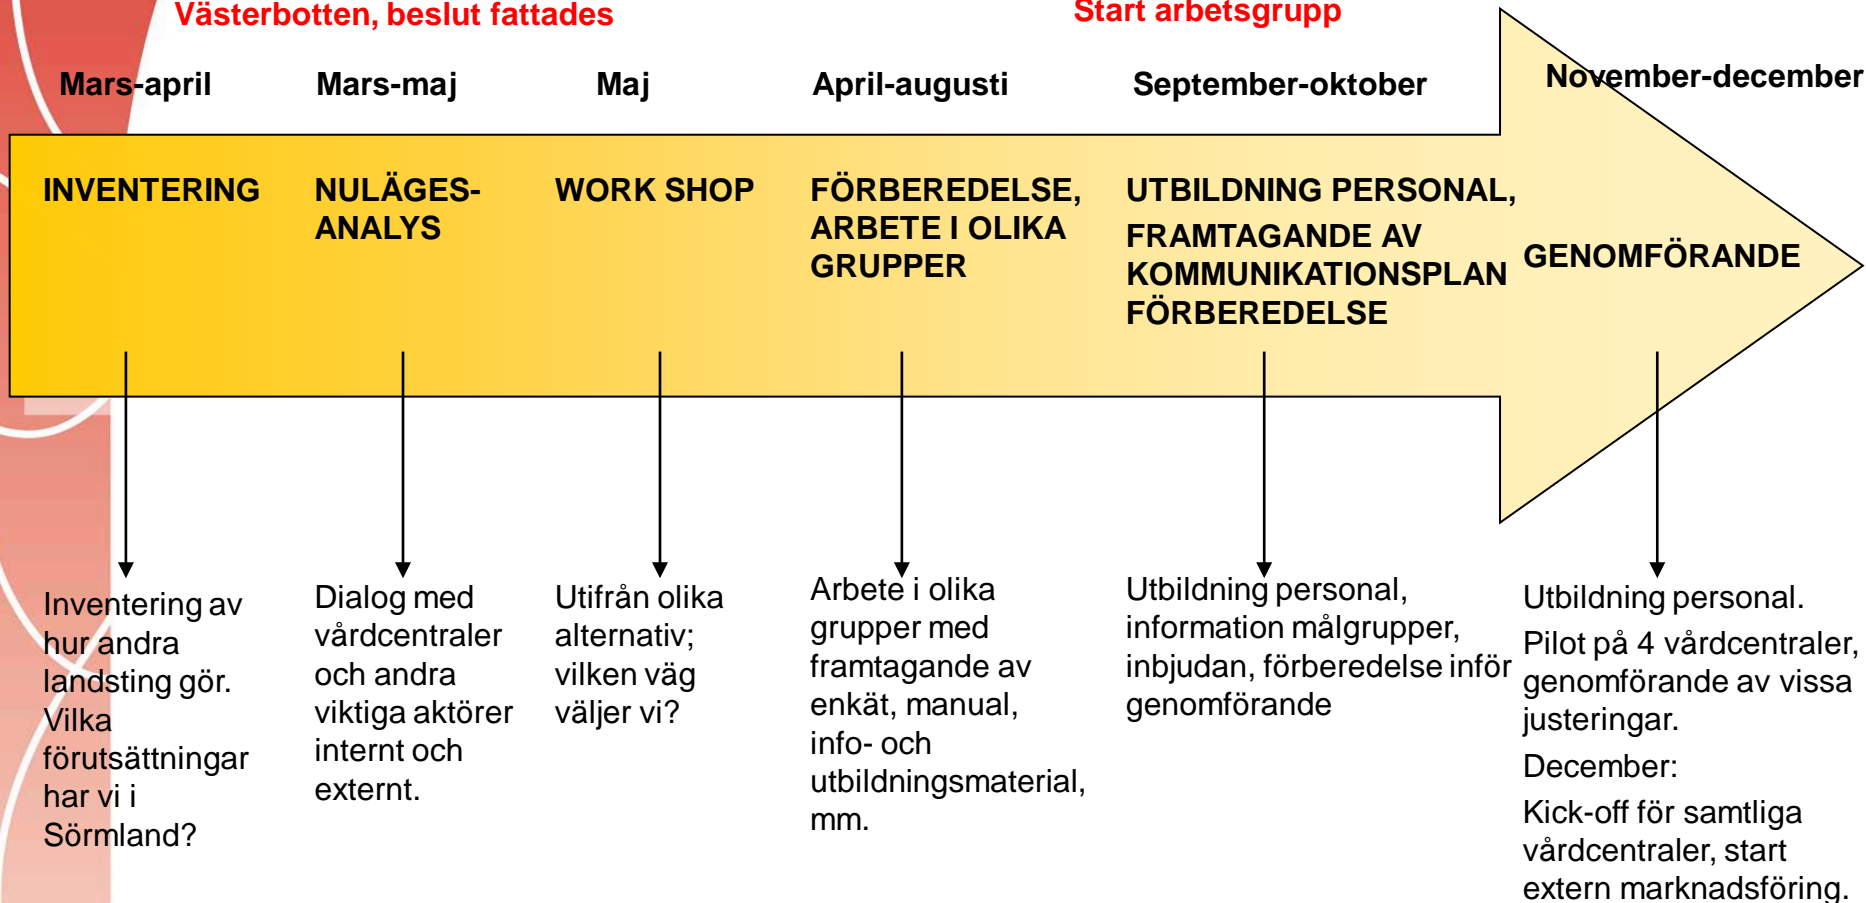 Västerbotten, beslut fattades
Start arbetsgrupp
Mars-april
Mars-maj
Maj
April-augusti
September-oktober
November-december
INVENTERING
NULÄGES-
ANALYS
WORK SHOP
FÖRBEREDELSE,
ARBETE I OLIKA
GRUPPER
UTBILDNING PERSONAL,
FRAMTAGANDE AV
KOMMUNIKATIONSPLAN
FÖRBEREDELSE
GENOMFÖRANDE
Inventering av
hur andra
landsting gör.
Vilka
förutsättningar
har vi i
Sörmland?
Dialog med
vårdcentraler
och andra
viktiga aktörer
internt och
externt.
Utifrån olika
alternativ;
vilken väg
väljer vi?
Arbete i olika
grupper med
framtagande av
enkät, manual,
info- och
utbildningsmaterial,
mm.
Utbildning personal,
information målgrupper,
inbjudan, förberedelse inför
genomförande
Utbildning personal.
Pilot på 4 vårdcentraler,
genomförande av vissa
justeringar.
December:
Kick-off för samtliga
vårdcentraler, start
extern marknadsföring.